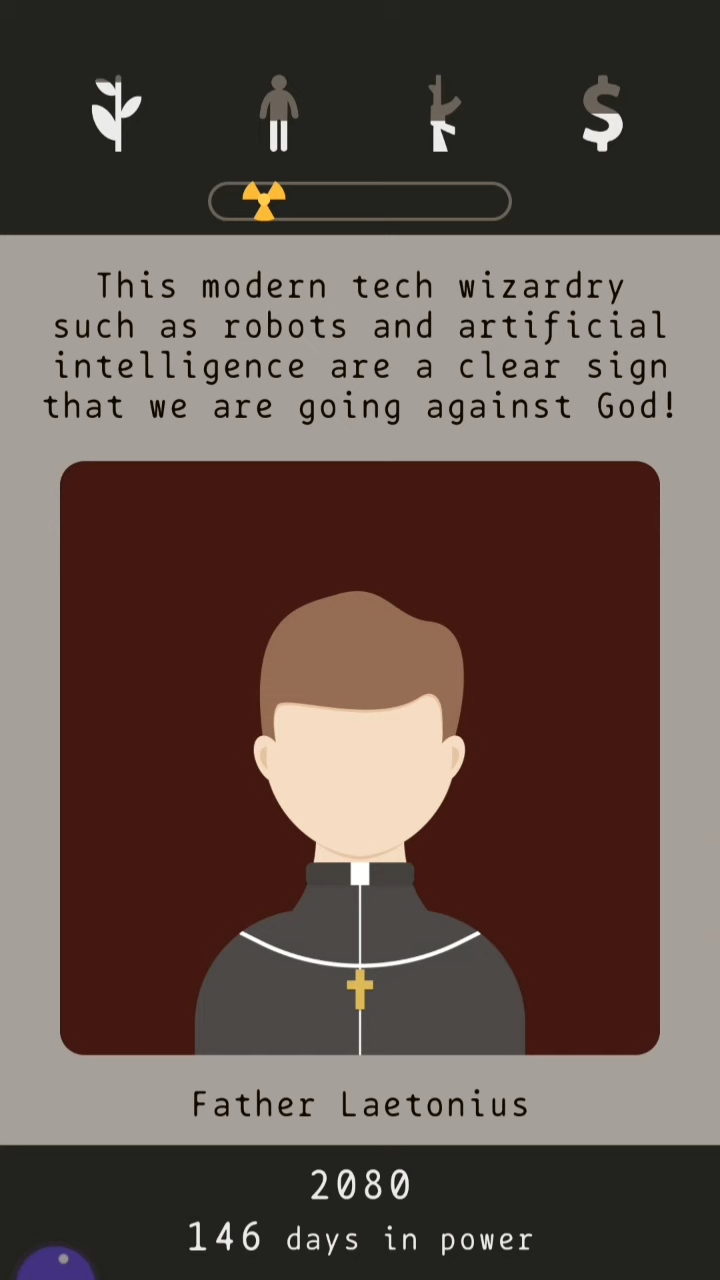 This modern tech wizardry
such as robots and artificial
intelligence are a clear sign
that we are going against God!
Father Laetonius
2080
146 days in power